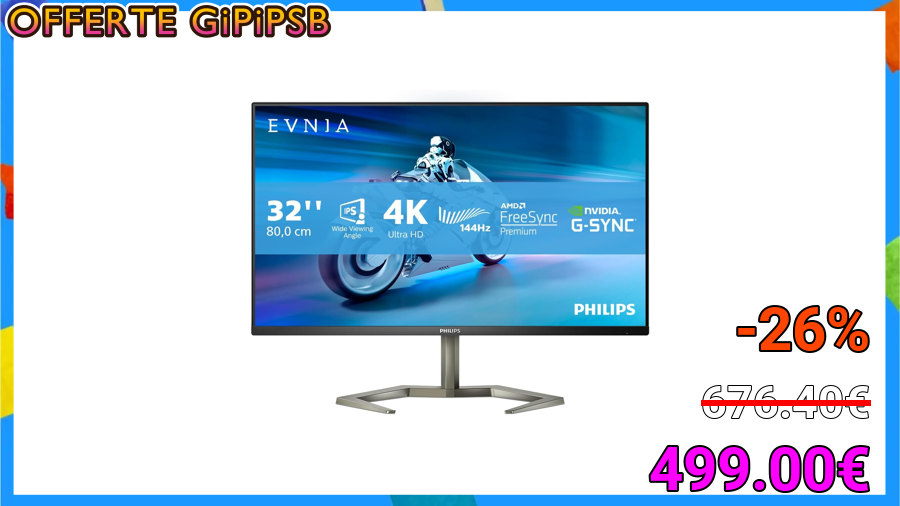 OFFERTE GiPiPSB
EVNIA
32''
80,0 cm
IPS
Wide Viewing
Angle
4K
Ultra HD
144Hz
AMD
FreeSync
Premium
NVIDIA.
G-SYNC
PHILIPS
PHILIPS
-26%
676.40€
499.00€